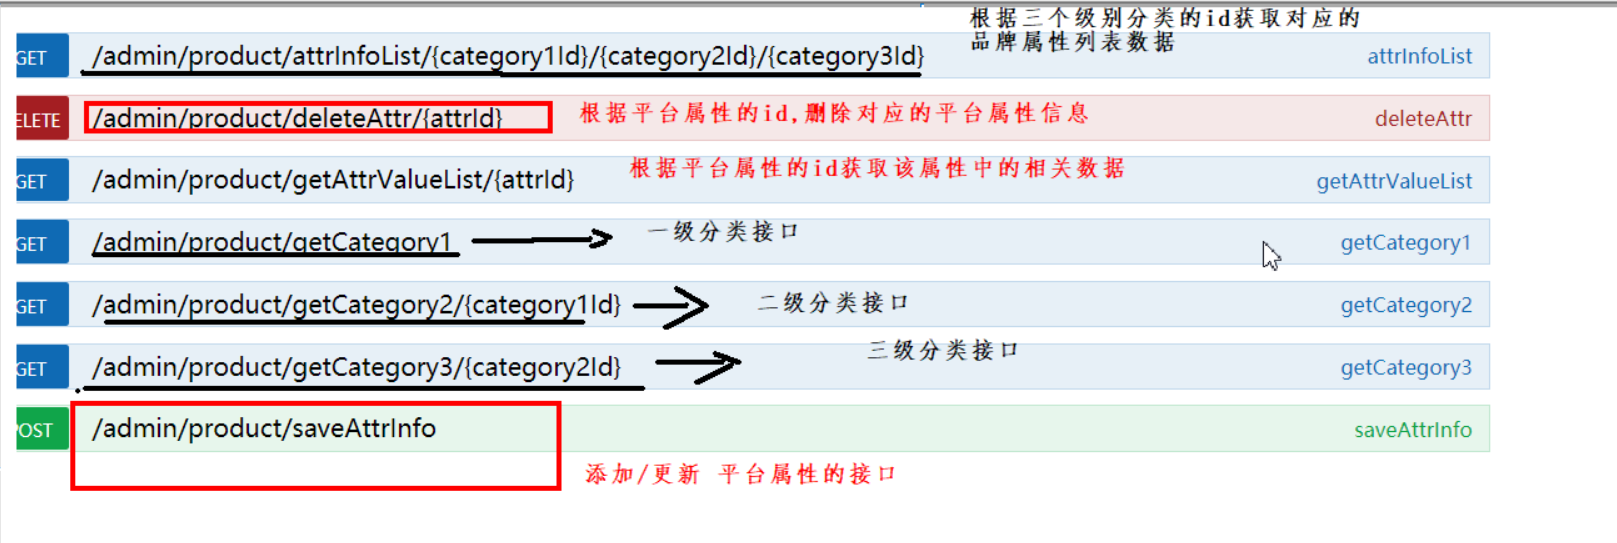 根据三个级别分类的id获取对应的
品牌属性列表数据
GET /admin/product/attrInfoList/{category1Id}/{category2Id}/{category3Id} attrInfoList
ELETE /admin/product/deleteAttr/{attrId} 根据平台属性的id,删除对应的平台属性信息 deleteAttr
GET /admin/product/getAttrValueList/{attrId} 根据平台属性的id获取该属性中的相关数据 getAttrValueList
GET /admin/product/getCategory1 一级分类接口 getCategory1
GET /admin/product/getCategory2/{category1Id} 二级分类接口 getCategory2
GET /admin/product/getCategory3/{category2Id} 三级分类接口 getCategory3
POST /admin/product/saveAttrInfo saveAttrInfo
添加/更新 平台属性的接口